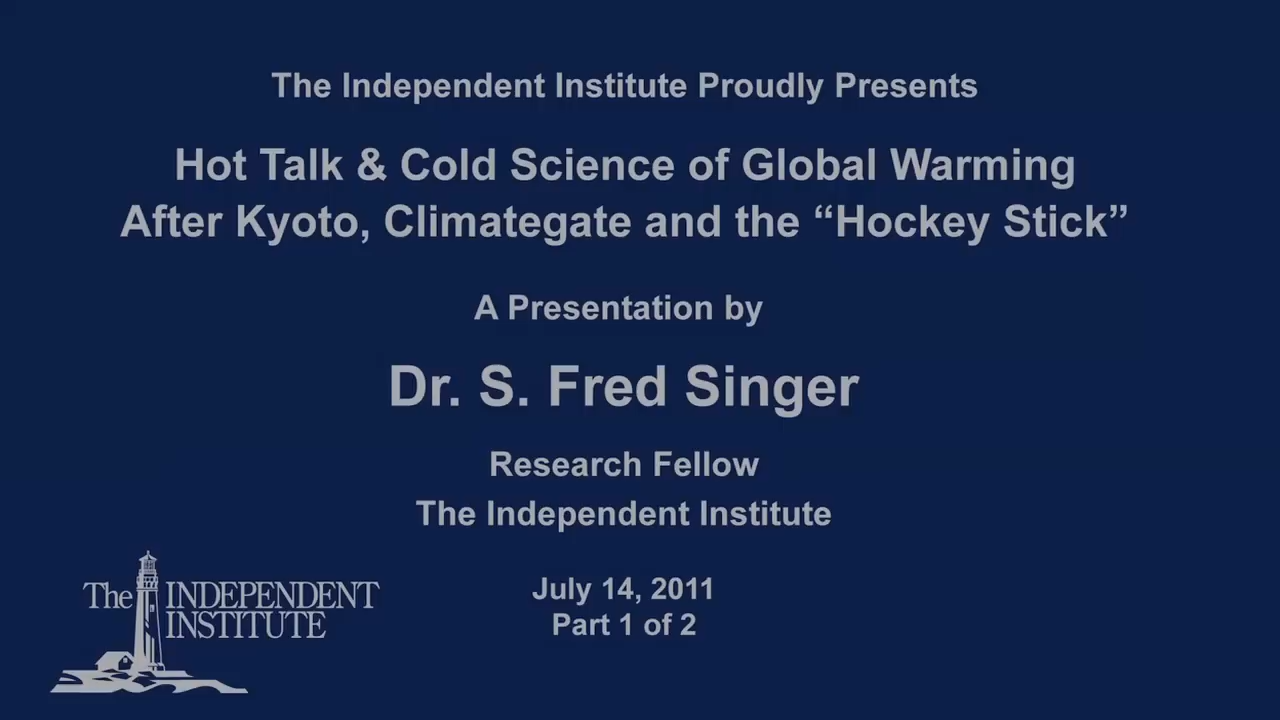 The Independent Institute Proudly Presents
Hot Talk & Cold Science of Global Warming
After Kyoto, Climategate and the “Hockey Stick”
A Presentation by
Dr. S. Fred Singer
Research Fellow
The Independent Institute
July 14, 2011
Part 1 of 2
The INDEPENDENT
INSTITUTE